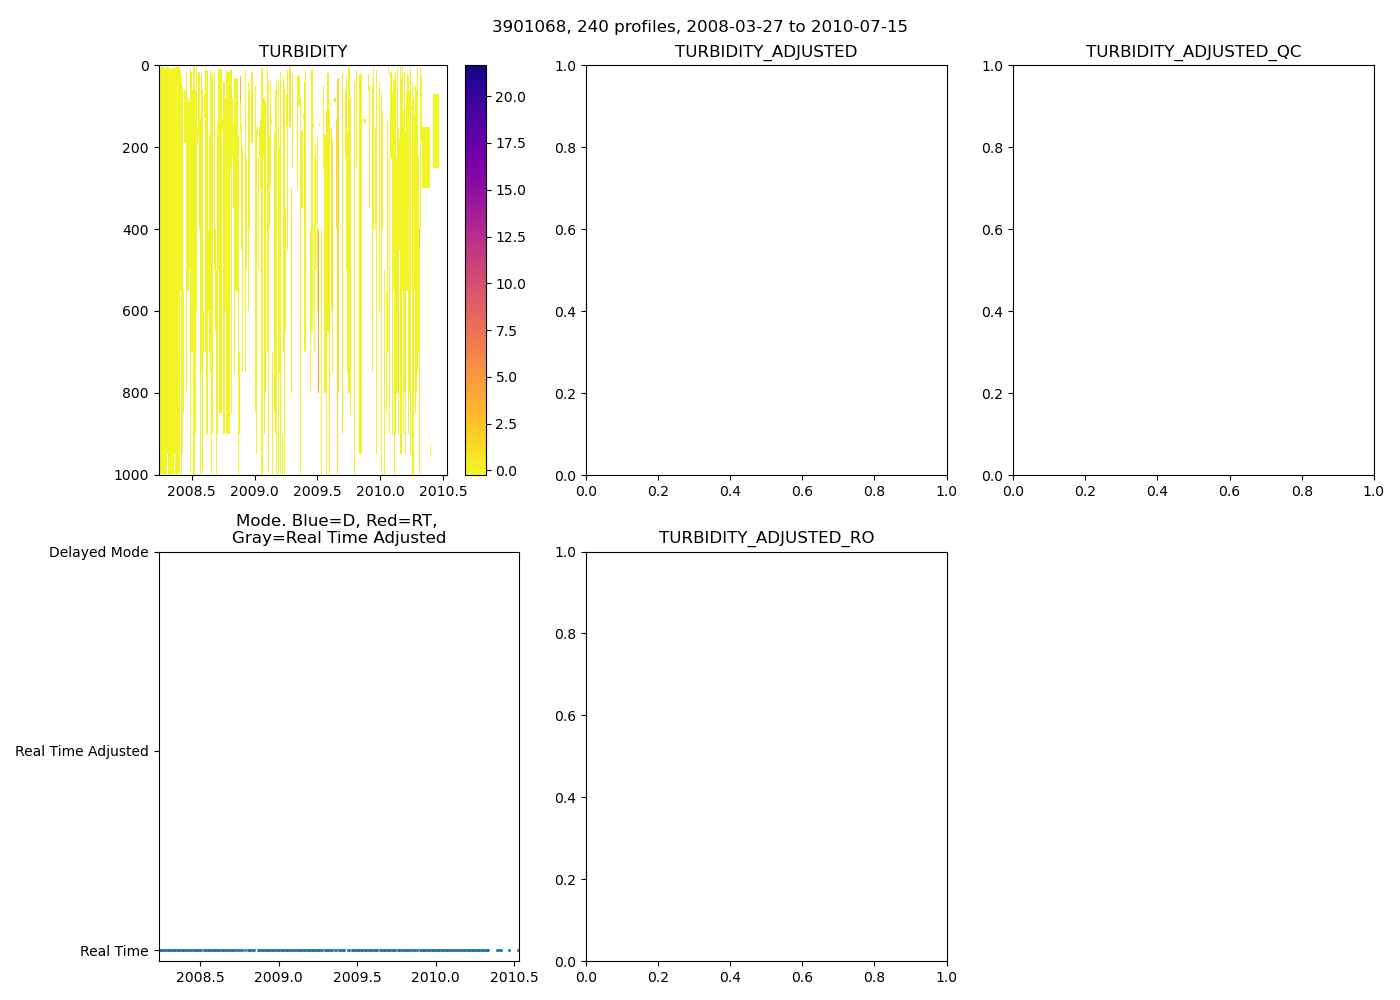 3901068, 240 profiles, 2008-03-27 to 2010-07-15
TURBIDITY
0
200
400
600
800
1000
2008.5 2009.0 2009.5 2010.0 2010.5
20.0
17.5
15.0
12.5
10.0
7.5
5.0
2.5
0.0
TURBIDITY_ADJUSTED
1.0
0.8
0.6
0.4
0.2
0.0
0.0 0.2 0.4 0.6 0.8 1.0
TURBIDITY_ADJUSTED_QC
1.0
0.8
0.6
0.4
0.2
0.0
0.0 0.2 0.4 0.6 0.8 1.0
Mode. Blue=D, Red=RT,
Gray=Real Time Adjusted
Delayed Mode
Real Time Adjusted
Real Time
2008.5 2009.0 2009.5 2010.0 2010.5
TURBIDITY_ADJUSTED_RO
1.0
0.8
0.6
0.4
0.2
0.0
0.0 0.2 0.4 0.6 0.8 1.0